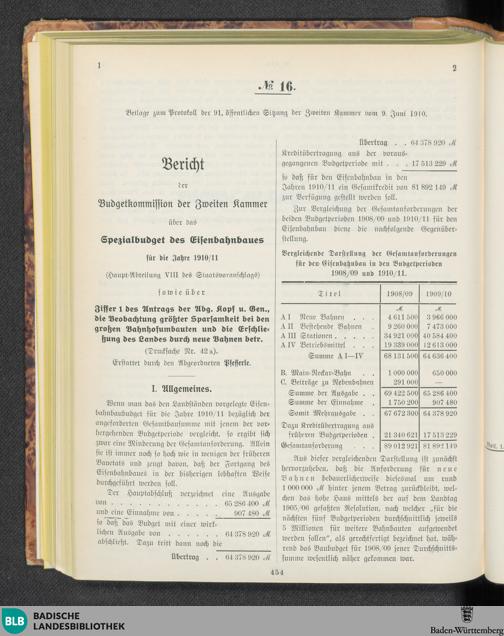 1
2
№ 16.
Beilage zum Protokoll der 91. öffentlichen Sitzung der Zweiten Kammer vom 9. Juni 1910.
Bericht
der
Budgetkommission der Zweiten Kammer
über das
Spezialbudget des Eisenbahnbaues
für die Jahre 1910/11
(Haupt-Abteilung VIII des Staatsvoranschlags)
sowie über
Ziffer 1 des Antrags der Abg. Kopf u. Gen.,
die Beobachtung größter Sparsamkeit bei den
großen Bahnhofumbauten und die Erschlie-
ßung des Landes durch neue Bahnen betr.
(Drucksache Nr. 42 a).
Erstattet durch den Abgeordneten Pfefferle.
I. Allgemeines.
Wenn man das den Landständen vorgelegte Eisen-
bahnbaubudget für die Jahre 1910/11 bezüglich der
angeforderten Gesamtbausumme mit jenem der vor-
hergehenden Budgetperiode vergleicht, so ergibt sich
zwar eine Minderung der Gesamtanforderung. Allein
sie ist immer noch so hoch wie in wenigen der früheren
Bauetats und zeugt davon, daß der Fortgang des
Eisenbahnbaues in der bisherigen lebhaften Weise
durchgeführt werden soll.
Der Hauptabschluß verzeichnet eine Ausgabe
von . . . . . . . . . . . . . 65 286 400 ℳ
und eine Einnahme von . . . . . 907 480 ℳ
so daß das Budget mit einer wirk-
lichen Ausgabe von . . . . . . 64 378 920 ℳ
abschließt. Dazu tritt dann noch die
Übertrag . . 64 378 920 ℳ
Übertrag . . 64 378 920 ℳ
Kreditübertragung aus der voraus-
gegangenen Budgetperiode mit . . . 17 513 229 ℳ
so daß für den Eisenbahnbau in den
Jahren 1910/11 ein Gesamtkredit von 81 892 149 ℳ
zur Verfügung gestellt werden soll.
Zur Vergleichung der Gesamtanforderungen der
beiden Budgetperioden 1908/09 und 1910/11 für den
Eisenbahnbau diene die nachfolgende Gegenüber-
stellung.
Vergleichende Darstellung der Gesamtanforderungen
für den Eisenbahnbau in den Budgetperioden
1908/09 und 1910/11.
Titel 1908/09 1909/10
ℳ ℳ
A I Neue Bahnen . . . 4 611 500 3 966 000
A II Bestehende Bahnen . 9 260 000 7 473 000
A III Stationen . . . . . 34 921 000 40 584 400
A IV Betriebsmittel . . . 19 339 000 12 613 000
Summe A I—IV 68 131 500 64 636 400
B. Main-Neckar-Bahn . . 1 000 000 650 000
C. Beiträge zu Nebenbahnen 291 000 —
Summe der Ausgabe . . 69 422 500 65 286 400
Summe der Einnahme . 1 750 200 907 480
Somit Mehrausgabe . . 67 672 300 64 378 920
Dazu Kreditübertragung aus
früheren Budgetperioden . 21 340 621 17 513 229
Gesamtanforderung . . . 89 012 921 81 892 149
Aus dieser vergleichenden Darstellung ist zunächst
hervorzuheben, daß die Anforderung für neue
Bahnen bedauerlicherweise diesesmal um rund
1 000 000 ℳ hinter jenem Betrag zurückbleibt, wel-
chen das hohe Haus mittels der auf dem Landtag
1905/06 gefaßten Resolution, nach welcher „für die
nächsten fünf Budgetperioden durchschnittlich jeweils
5 Millionen für weitere Bahnbauten aufgewendet
werden sollen“, als gerechtfertigt bezeichnet hat, wäh-
rend das Baubudget für 1908/09 jener Durchschnitts-
summe wesentlich näher gekommen war.
454
BLB
BADISCHE
LANDESBIBLIOTHEK
Baden-Württemberg